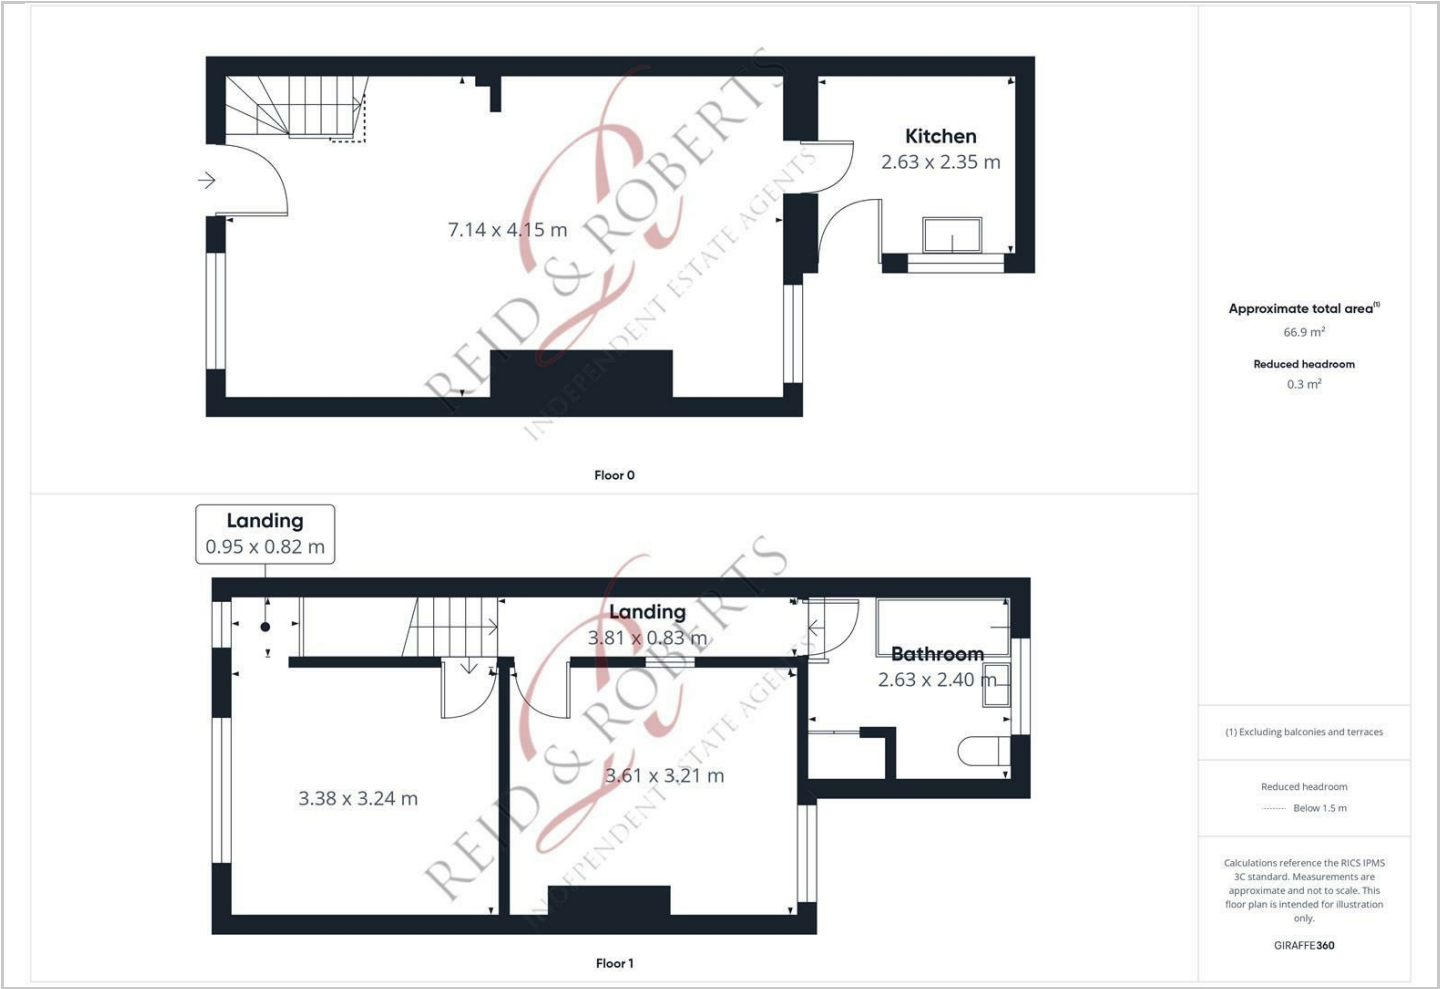 Kitchen
2.63 x 2.35 m
7.14 x 4.15 m
REID & ROBERTS
INDEPENDENT ESTATE AGENTS
Floor 0
Landing
0.95 x 0.82 m
Landing
3.81 x 0.83 m
Bathroom
2.63 x 2.40 m
3.61 x 3.21 m
3.38 x 3.24 m
REID & ROBERTS
INDEPENDENT ESTATE AGENTS
Floor 1
Approximate total area(1)
66.9 m²
Reduced headroom
0.3 m²
(1) Excluding balconies and terraces
Reduced headroom
Below 1.5 m
Calculations reference the RICS IPMS
3C standard. Measurements are
approximate and not to scale. This
floor plan is intended for illustration
only.
GIRAFFE360